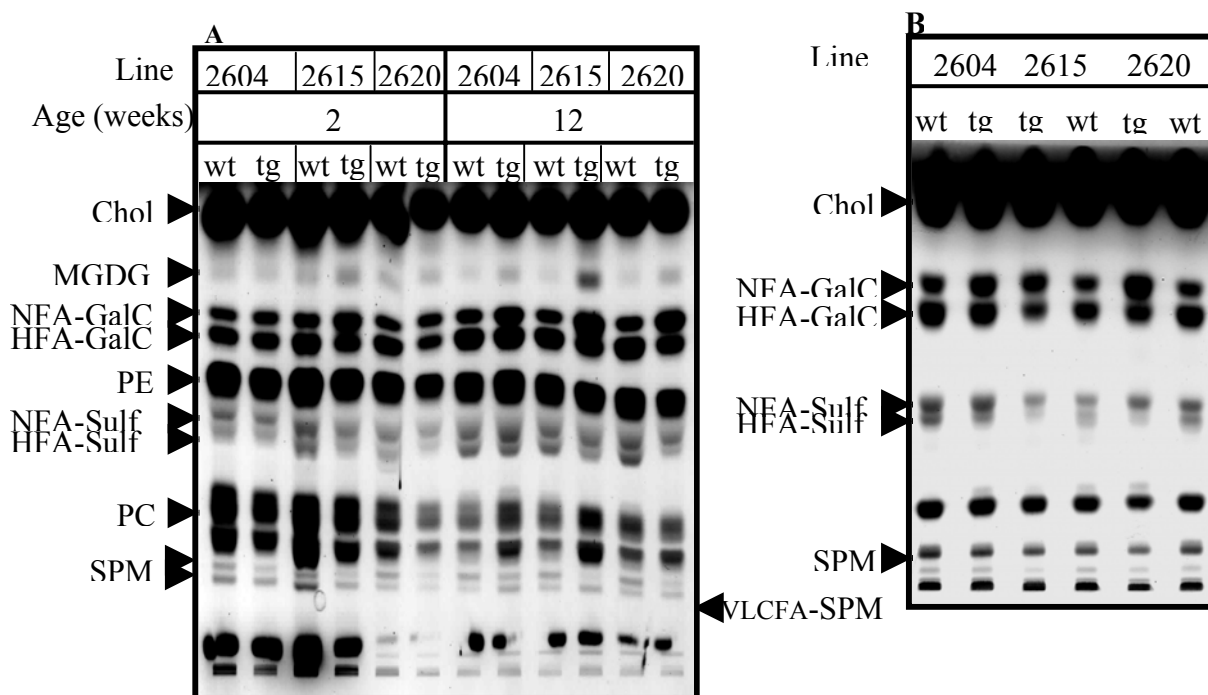 A
Line 2604 2615 2620 2604 2615 2620
Age (weeks) 2 12
wt tg wt tg wt tg wt tg wt tg wt tg
Chol
MGDG
NFA-GalC
HFA-GalC
PE
NFA-Sulf
HFA-Sulf
PC
SPM
VLCFA-SPM
B
Line 2604 2615 2620
wt tg tg wt tg wt
Chol
NFA-GalC
HFA-GalC
NFA-Sulf
HFA-Sulf
SPM